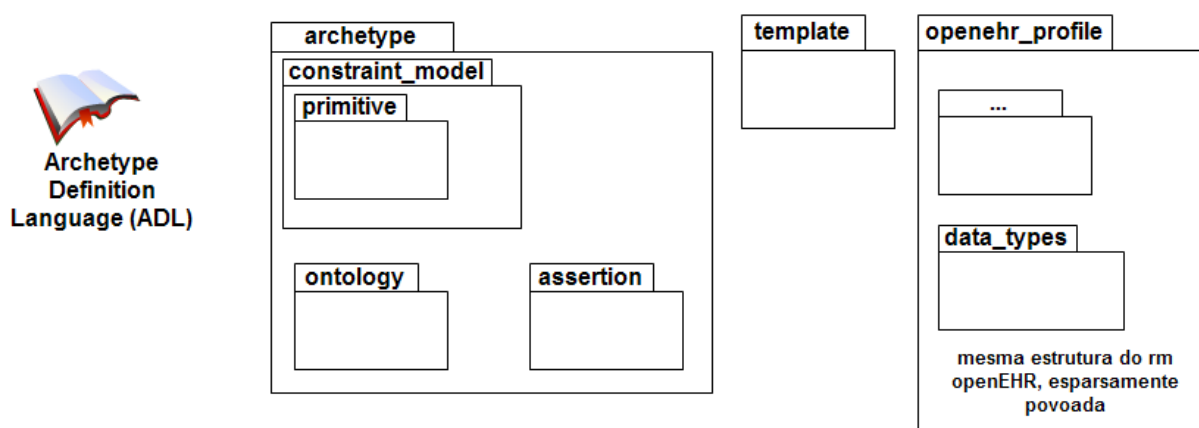 Archetype
Definition
Language (ADL)
archetype
constraint_model
primitive
ontology
assertion
template
openehr_profile
...
data_types
mesma estrutura do rm
openEHR, esparsamente
povoada